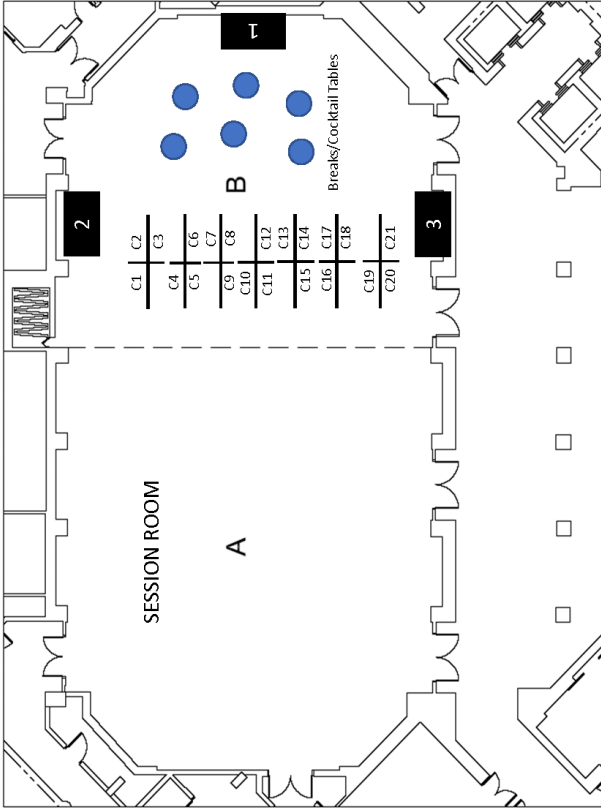 1
Breaks/Cocktail Tables
B
2
3
C1
C2
C3
C4
C6
C5
C7
C9
C8
C10
C12
C11
C13
C15
C14
C16
C17
C18
C19
C20
C21
SESSION ROOM
A